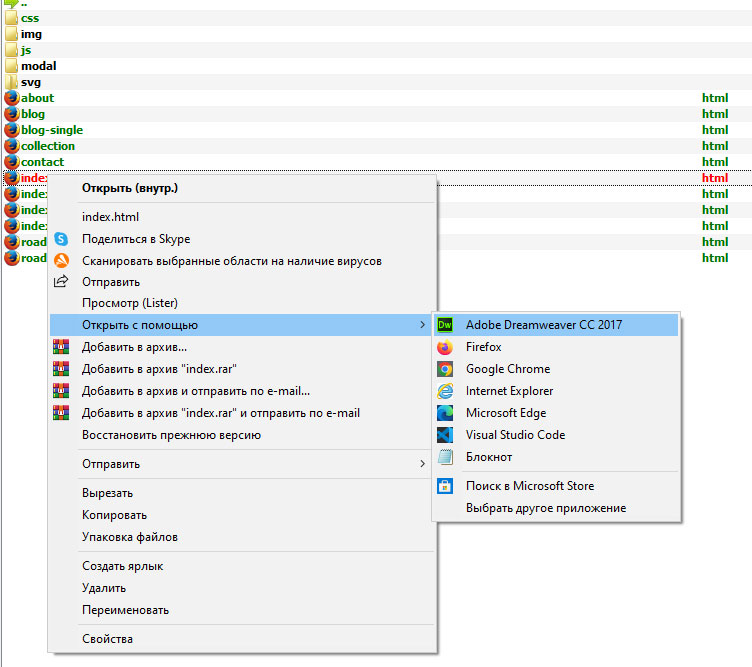 ..
css
img
js
modal
svg
about html
blog html
blog-single html
collection html
contact html
index html
index html
index html
index html
road html
road html
Открыть (внутр.)
index.html
Поделиться в Skype
Сканировать выбранные области на наличие вирусов
Отправить
Просмотр (Lister)
Открыть с помощью
Добавить в архив...
Добавить в архив "index.rar"
Добавить в архив и отправить по e-mail...
Добавить в архив "index.rar" и отправить по e-mail
Восстановить прежнюю версию
Отправить
Вырезать
Копировать
Упаковка файлов
Создать ярлык
Удалить
Переименовать
Свойства
Dw Adobe Dreamweaver CC 2017
Firefox
Google Chrome
Internet Explorer
Microsoft Edge
Visual Studio Code
Блокнот
Поиск в Microsoft Store
Выбрать другое приложение